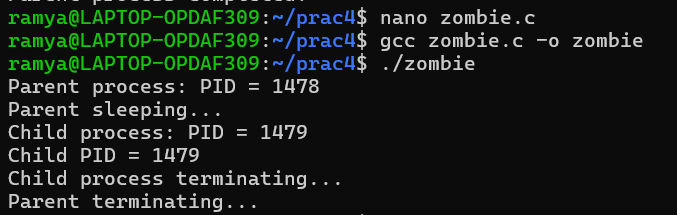 ramya@LAPTOP-OPDAF309:~/prac4$ nano zombie.c
ramya@LAPTOP-OPDAF309:~/prac4$ gcc zombie.c -o zombie
ramya@LAPTOP-OPDAF309:~/prac4$ ./zombie
Parent process: PID = 1478
Parent sleeping...
Child process: PID = 1479
Child PID = 1479
Child process terminating...
Parent terminating...